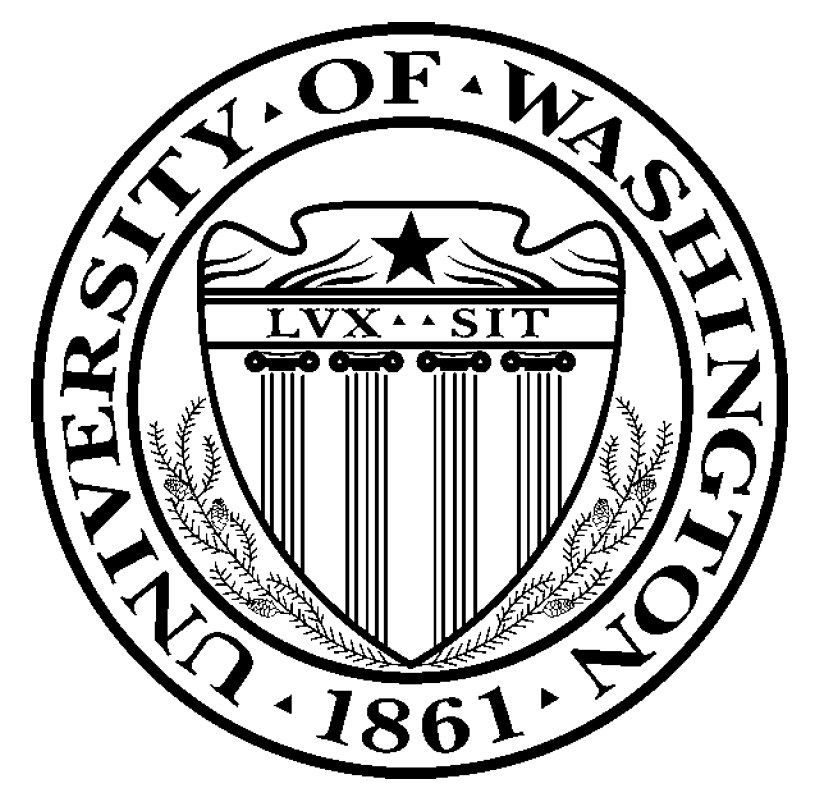 UNIVERSITY ▲ OF ▲ WASHINGTON
LVX ▲ ▲ SIT
▲ 1861 ▲